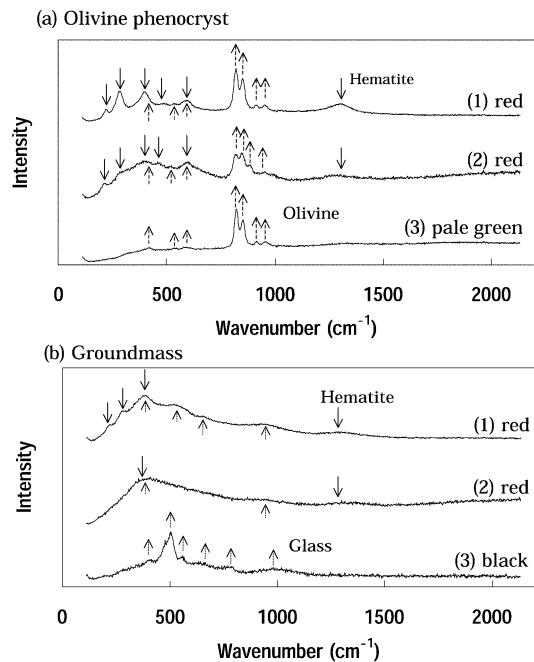 (a) Olivine phenocryst
Intensity
Hematite
(1) red
(2) red
Olivine
(3) pale green
0 500 1000 1500 2000
Wavenumber (cm⁻¹)
(b) Groundmass
Intensity
Hematite
(1) red
(2) red
Glass
(3) black
0 500 1000 1500 2000
Wavenumber (cm⁻¹)